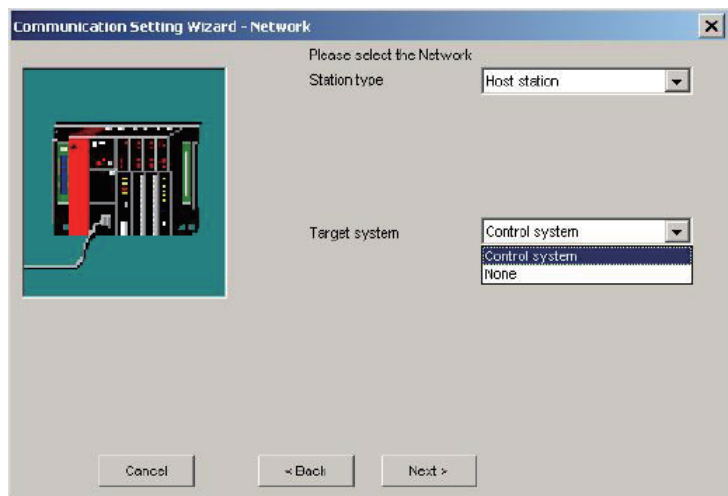 Communication Setting Wizard - Network
Please select the Network
Station type
Host station
Target system
Control system
Control system
None
Cancel
< Back
Next >